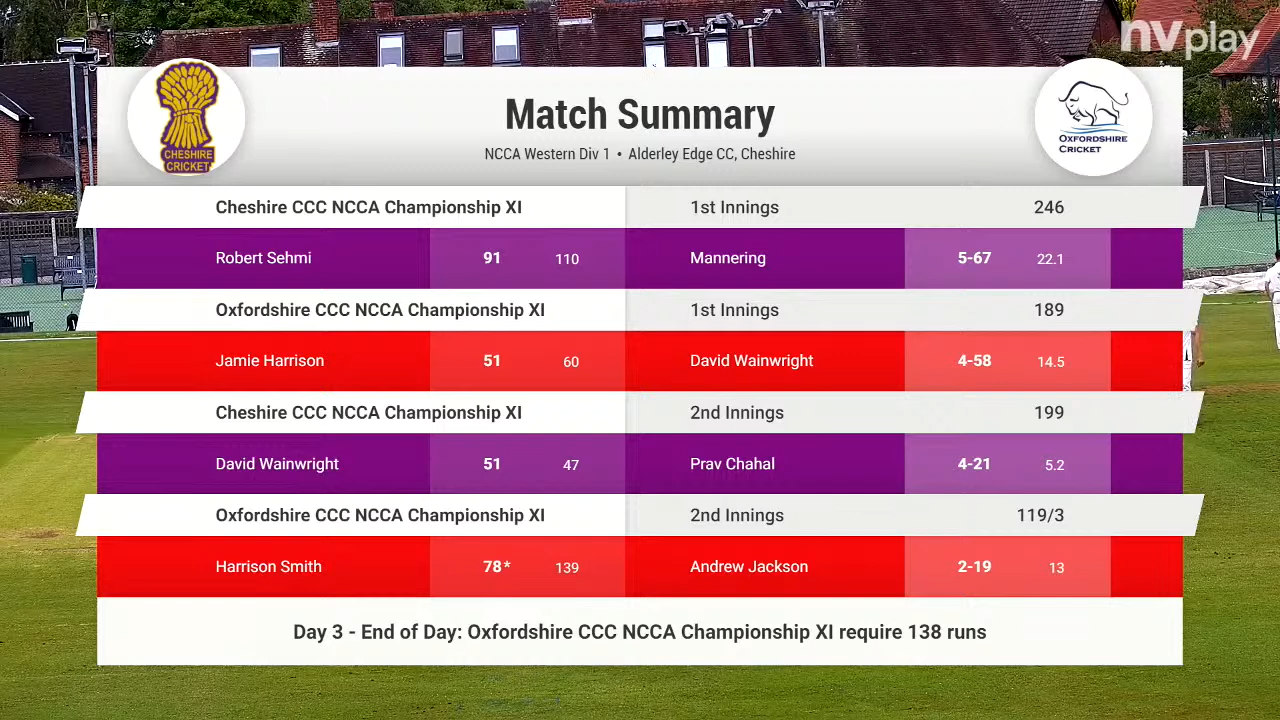 nvplay
Match Summary
NCCA Western Div 1 • Alderley Edge CC, Cheshire
CHESHIRE
CRICKET
OXFORDSHIRE
CRICKET
Cheshire CCC NCCA Championship XI 1st Innings 246
Robert Sehmi 91 110 Mannering 5-67 22.1
Oxfordshire CCC NCCA Championship XI 1st Innings 189
Jamie Harrison 51 60 David Wainwright 4-58 14.5
Cheshire CCC NCCA Championship XI 2nd Innings 199
David Wainwright 51 47 Prav Chahal 4-21 5.2
Oxfordshire CCC NCCA Championship XI 2nd Innings 119/3
Harrison Smith 78* 139 Andrew Jackson 2-19 13
Day 3 - End of Day: Oxfordshire CCC NCCA Championship XI require 138 runs